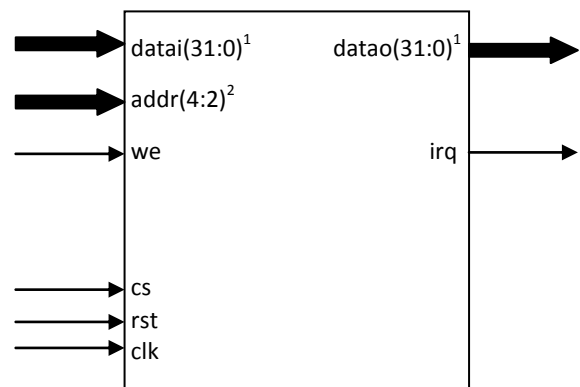 datai(31:0)¹
datao(31:0)¹
addr(4:2)²
we
irq
cs
rst
clk